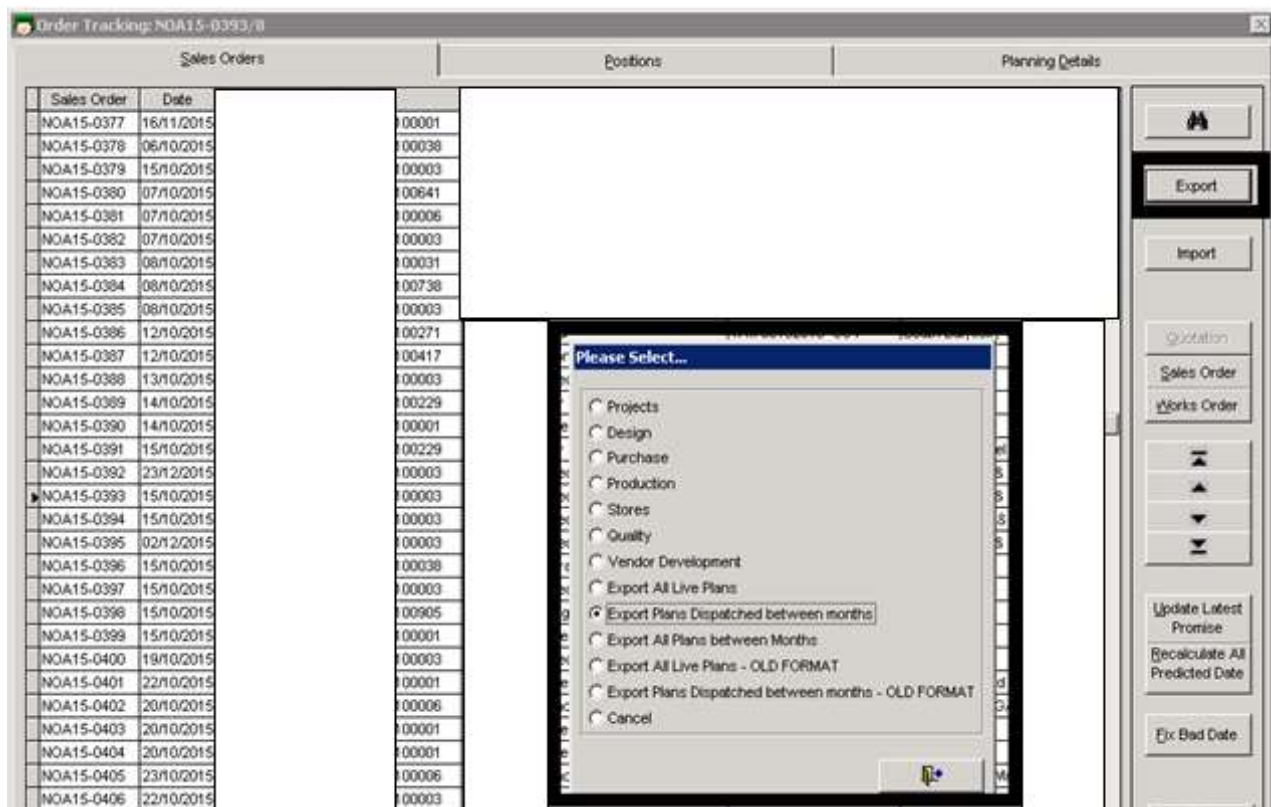 Order Tracking: NOA15-0393/0
Sales Orders Positions Planning Details
Sales Order Date
NOA15-0377 16/11/2015 100001
NOA15-0378 06/10/2015 100038
NOA15-0379 15/10/2015 100003
NOA15-0380 07/10/2015 100641
NOA15-0381 07/10/2015 100006
NOA15-0382 07/10/2015 100003
NOA15-0383 08/10/2015 100031
NOA15-0384 08/10/2015 100738
NOA15-0385 08/10/2015 100003
NOA15-0386 12/10/2015 100271
NOA15-0387 12/10/2015 100417
NOA15-0388 13/10/2015 100003
NOA15-0389 14/10/2015 100229
NOA15-0390 14/10/2015 100001
NOA15-0391 15/10/2015 100229
NOA15-0392 23/12/2015 100003
NOA15-0393 15/10/2015 100003
NOA15-0394 15/10/2015 100003
NOA15-0395 02/12/2015 100003
NOA15-0396 15/10/2015 100038
NOA15-0397 15/10/2015 100003
NOA15-0398 15/10/2015 100905
NOA15-0399 15/10/2015 100001
NOA15-0400 19/10/2015 100003
NOA15-0401 22/10/2015 100001
NOA15-0402 20/10/2015 100006
NOA15-0403 20/10/2015 100001
NOA15-0404 20/10/2015 100001
NOA15-0405 23/10/2015 100006
NOA15-0406 22/10/2015 100003
Please Select...
Projects
Design
Purchase
Production
Stores
Quality
Vendor Development
Export All Live Plans
Export Plans Dispatched between months
Export All Plans between Months
Export All Live Plans - OLD FORMAT
Export Plans Dispatched between months - OLD FORMAT
Cancel
Export
Import
Quotation
Sales Order
Works Order
Update Latest
Promise
Recalculate All
Predicted Date
Fix Bad Date